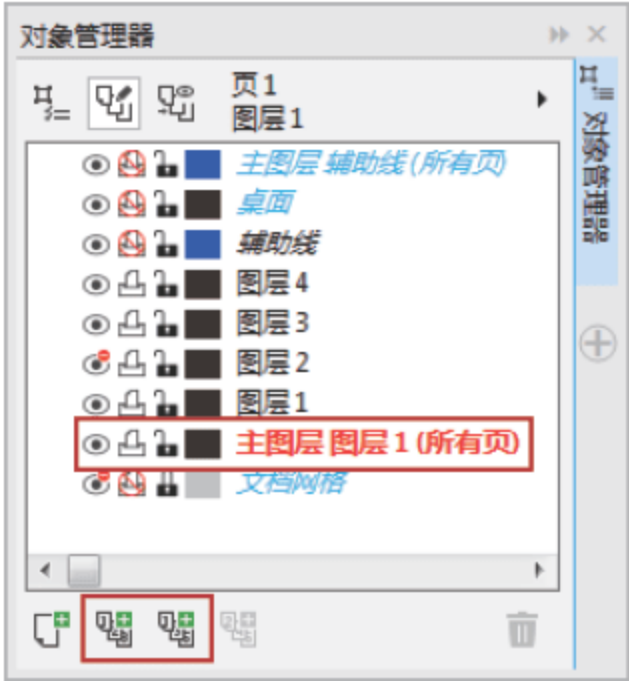 对象管理器
页1
图层1
主图层 辅助线 (所有页)
桌面
辅助线
图层 4
图层 3
图层 2
图层 1
主图层 图层 1 (所有页)
文档网格
对象管理器